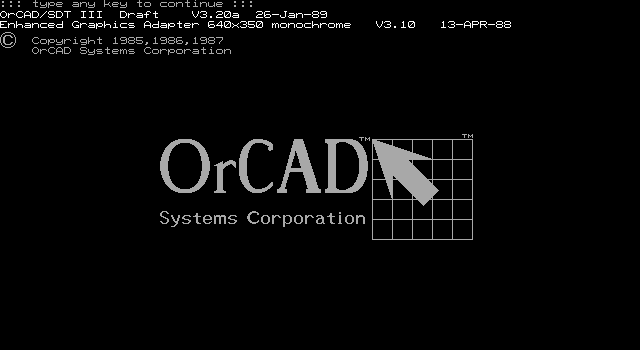 ::: type any key to continue :::
OrCAD/SDT III  Draft    V3.20a  26-Jan-89
Enhanced Graphics Adapter 640x350 monochrome   V3.10   13-APR-88
© Copyright 1985,1986,1987
OrCAD Systems Corporation
OrCAD™ ™
Systems Corporation